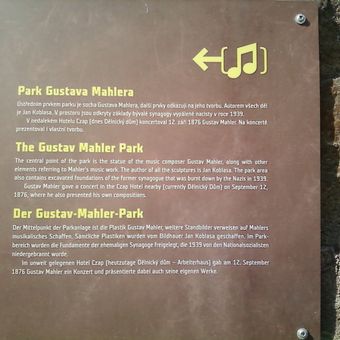 Park Gustava Mahlera
Ústředním prvkem parku je socha Gustava Mahlera, další prvky odkazují na jeho tvorbu. Autorem všech děl
je Jan Koblasa. V prostoru jsou odkryty základy bývalé synagogy vypálené nacisty v roce 1939.
V nedalekém Hotelu Czap (dnes Dělnický dům) koncertoval 12. září 1876 Gustav Mahler. Na koncertě
prezentoval i vlastní tvorbu.
The Gustav Mahler Park
The central point of the park is the statue of the music composer Gustav Mahler, along with other
elements referring to Mahler's work. The author of all the sculptures is Jan Koblasa. The park area
also contains excavated foundations of the former synagogue that was burnt down by the Nazis in 1939.
Gustav Mahler gave a concert in the Czap Hotel nearby (currently Dělnický Dům) on September 12,
1876, where he also presented his own compositions.
Der Gustav-Mahler-Park
Der Mittelpunkt der Parkanlage ist die Plastik Gustav Mahler, weitere Standbilder verweisen auf Mahlers
musikalisches Schaffen. Sämtliche Plastiken wurden vom Bildhauer Jan Koblasa geschaffen. Im Park-
bereich wurden die Fundamente der ehemaligen Synagoge freigelegt, die 1939 von den Nationalsozialisten
niedergebrannt wurde.
Im unweit gelegenen Hotel Czap (heutzutage Dělnický dům – Arbeiterhaus) gab am 12. September
1876 Gustav Mahler ein Konzert und präsentierte dabei auch seine eigenen Werke.